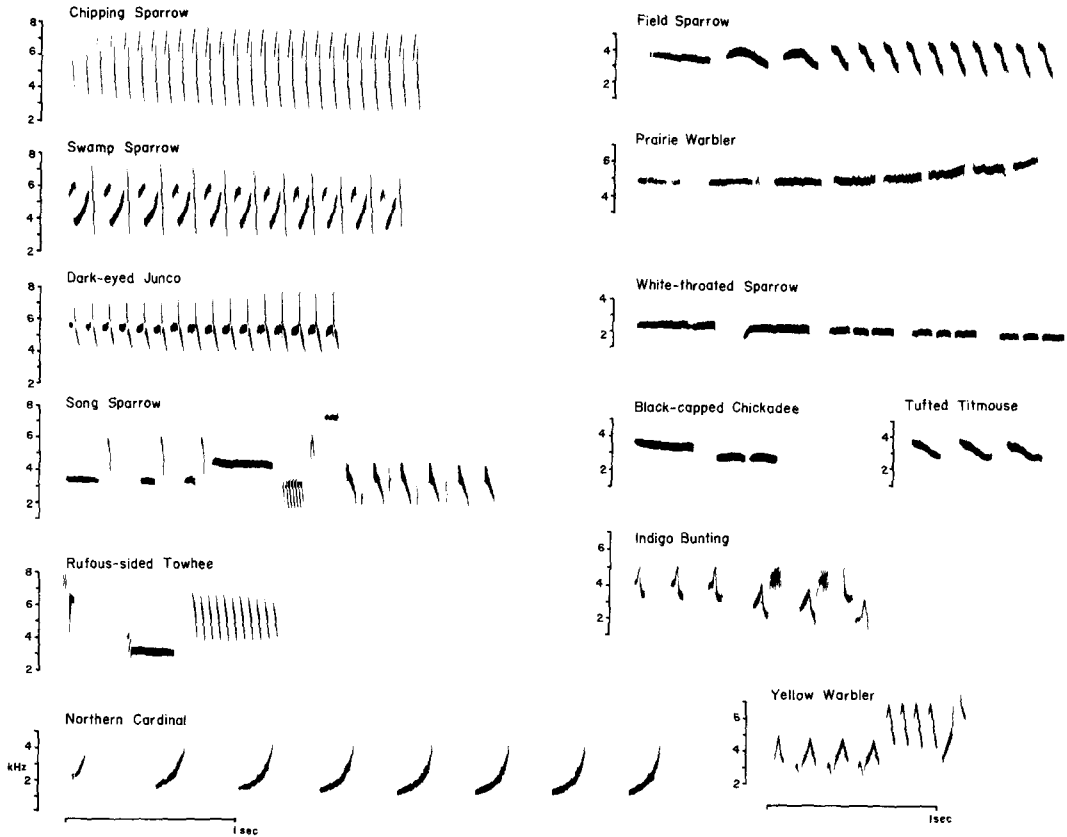 Chipping Sparrow
8
6
4
2
Swamp Sparrow
8
6
4
2
Dark-eyed Junco
8
6
4
2
Song Sparrow
8
6
4
2
Rufous-sided Towhee
8
6
4
2
Northern Cardinal
4
kHz
2
1 sec
Field Sparrow
4
2
Prairie Warbler
6
4
White-throated Sparrow
4
2
Black-capped Chickadee
4
2
Tufted Titmouse
4
2
Indigo Bunting
6
4
2
Yellow Warbler
6
4
2
1 sec